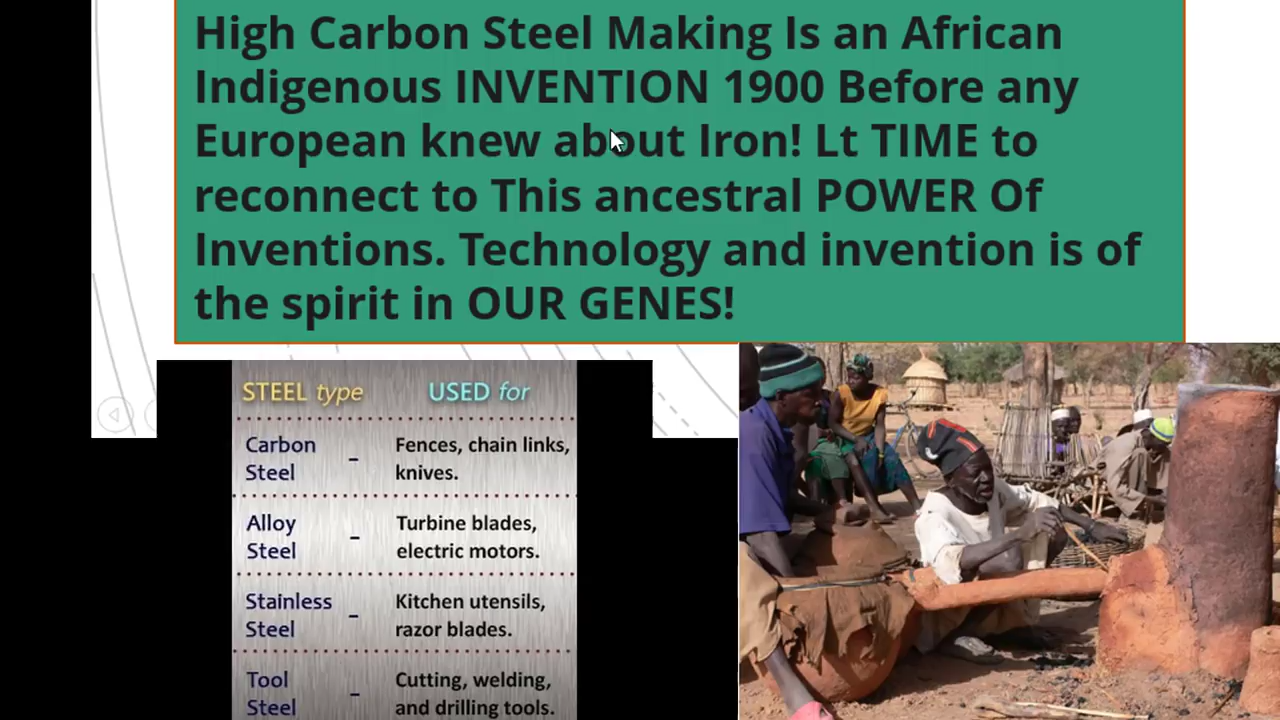 High Carbon Steel Making Is an African
Indigenous INVENTION 1900 Before any
European knew about Iron! Lt TIME to
reconnect to This ancestral POWER Of
Inventions. Technology and invention is of
the spirit in OUR GENES!
STEEL type USED for
Carbon Steel - Fences, chain links, knives.
Alloy Steel - Turbine blades, electric motors.
Stainless Steel - Kitchen utensils, razor blades.
Tool Steel - Cutting, welding, and drilling tools.